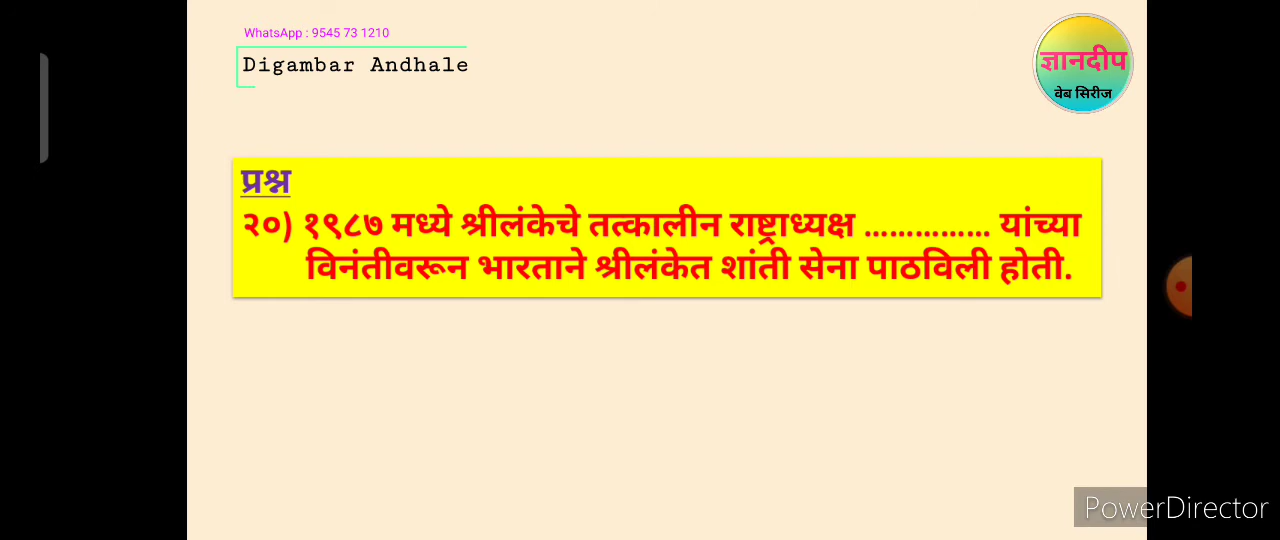 WhatsApp : 9545 73 1210
Digambar Andhale
ज्ञानदीप
वेब सिरीज
प्रश्न
२०) १९८७ मध्ये श्रीलंकेचे तत्कालीन राष्ट्राध्यक्ष …………… यांच्या
विनंतीवरून भारताने श्रीलंकेत शांती सेना पाठविली होती.
PowerDirector